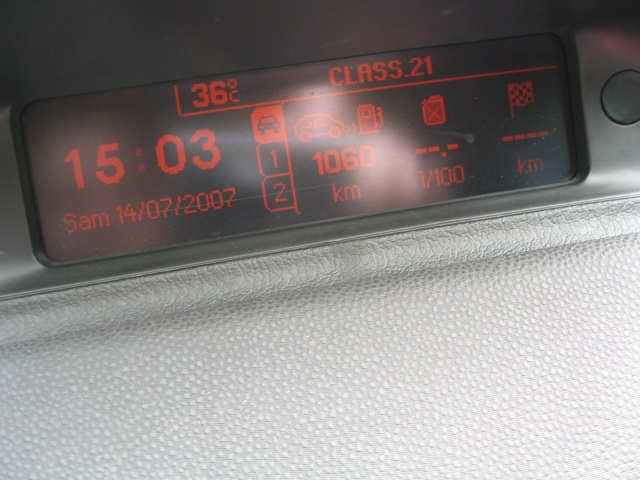 36°C CLASS.21
15:03
Sam 14/07/2007
1
2
1060
km
--.-
1/100
----
km